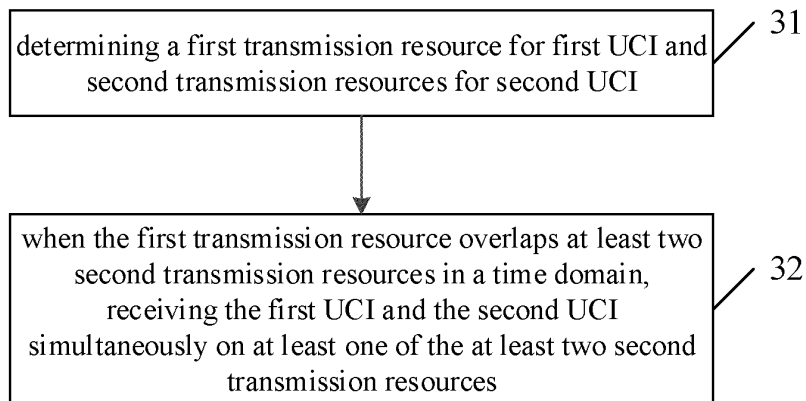 determining a first transmission resource for first UCI and
second transmission resources for second UCI
31
when the first transmission resource overlaps at least two
second transmission resources in a time domain,
receiving the first UCI and the second UCI
simultaneously on at least one of the at least two second
transmission resources
32